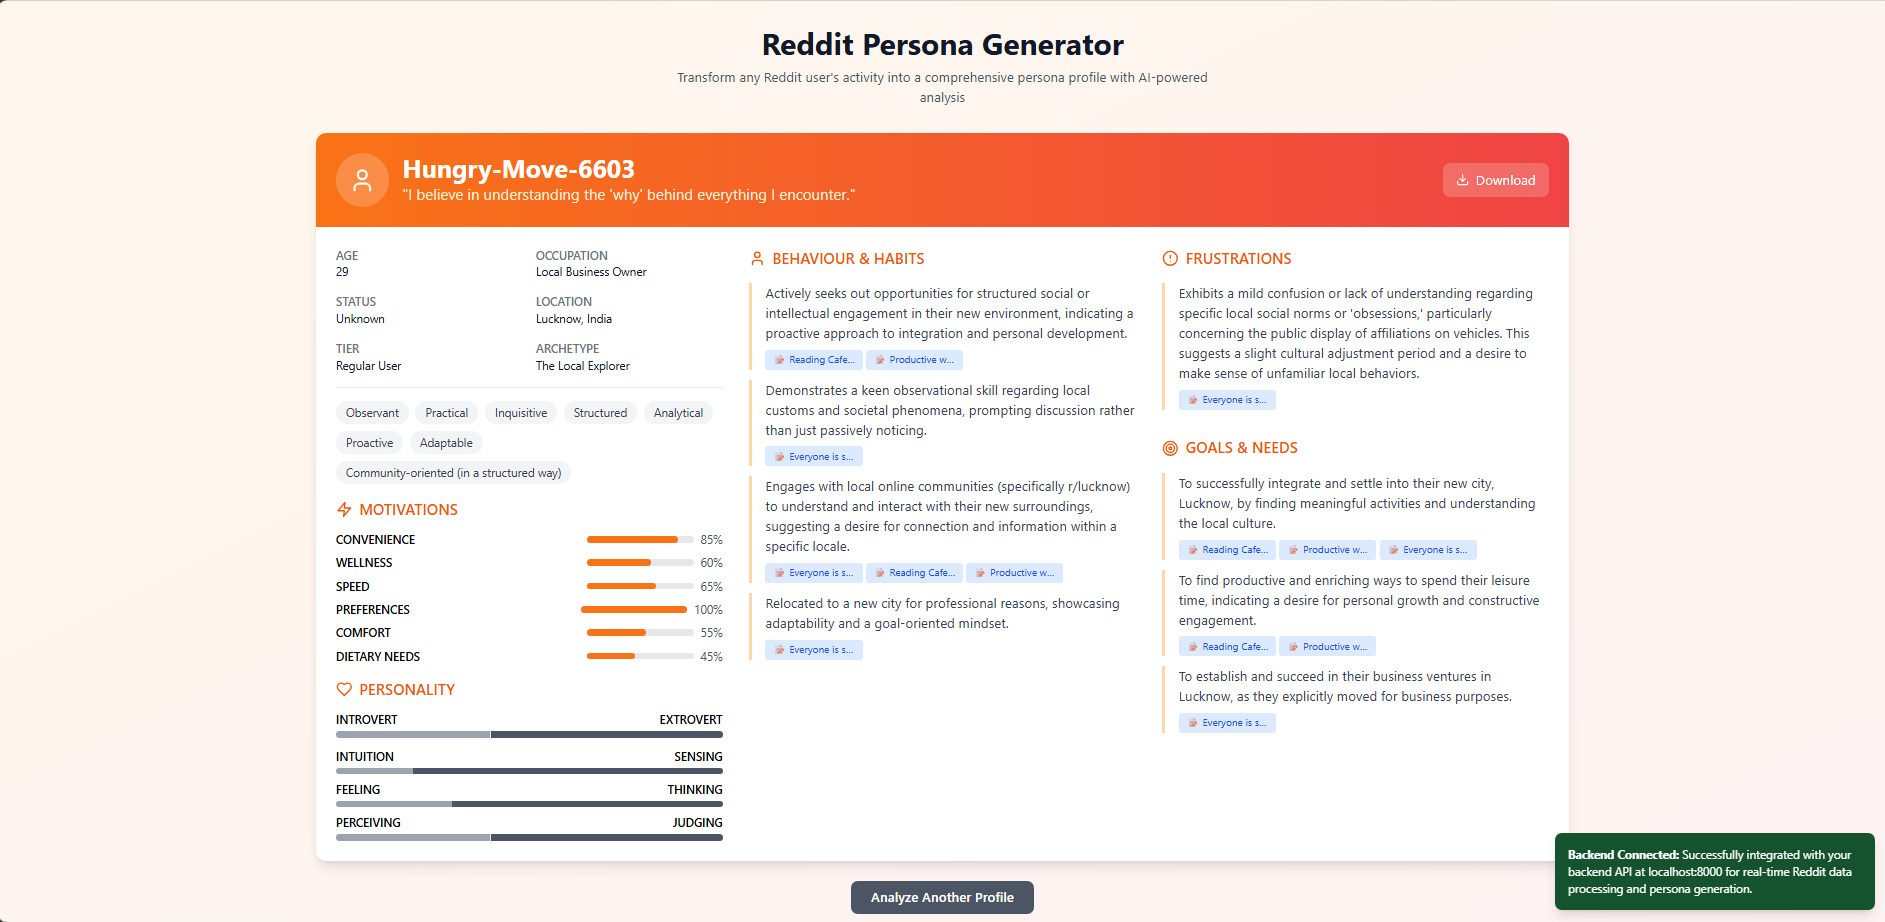 Reddit Persona Generator
Transform any Reddit user's activity into a comprehensive persona profile with AI-powered
analysis
Hungry-Move-6603
"I believe in understanding the 'why' behind everything I encounter."
Download
AGE
29
OCCUPATION
Local Business Owner
STATUS
Unknown
LOCATION
Lucknow, India
TIER
Regular User
ARCHETYPE
The Local Explorer
Observant Practical Inquisitive Structured Analytical
Proactive Adaptable
Community-oriented (in a structured way)
MOTIVATIONS
CONVENIENCE 85%
WELLNESS 60%
SPEED 65%
PREFERENCES 100%
COMFORT 55%
DIETARY NEEDS 45%
PERSONALITY
INTROVERT EXTROVERT
INTUITION SENSING
FEELING THINKING
PERCEIVING JUDGING
BEHAVIOUR & HABITS
Actively seeks out opportunities for structured social or
intellectual engagement in their new environment, indicating a
proactive approach to integration and personal development.
Reading Cafe... Productive w...
Demonstrates a keen observational skill regarding local
customs and societal phenomena, prompting discussion rather
than just passively noticing.
Everyone is s...
Engages with local online communities (specifically r/lucknow)
to understand and interact with their new surroundings,
suggesting a desire for connection and information within a
specific locale.
Everyone is s... Reading Cafe... Productive w...
Relocated to a new city for professional reasons, showcasing
adaptability and a goal-oriented mindset.
Everyone is s...
FRUSTRATIONS
Exhibits a mild confusion or lack of understanding regarding
specific local social norms or 'obsessions,' particularly
concerning the public display of affiliations on vehicles. This
suggests a slight cultural adjustment period and a desire to
make sense of unfamiliar local behaviors.
Everyone is s...
GOALS & NEEDS
To successfully integrate and settle into their new city,
Lucknow, by finding meaningful activities and understanding
the local culture.
Reading Cafe... Productive w... Everyone is s...
To find productive and enriching ways to spend their leisure
time, indicating a desire for personal growth and constructive
engagement.
Reading Cafe... Productive w...
To establish and succeed in their business ventures in
Lucknow, as they explicitly moved for business purposes.
Everyone is s...
Analyze Another Profile
Backend Connected: Successfully integrated with your
backend API at localhost:8000 for real-time Reddit data
processing and persona generation.